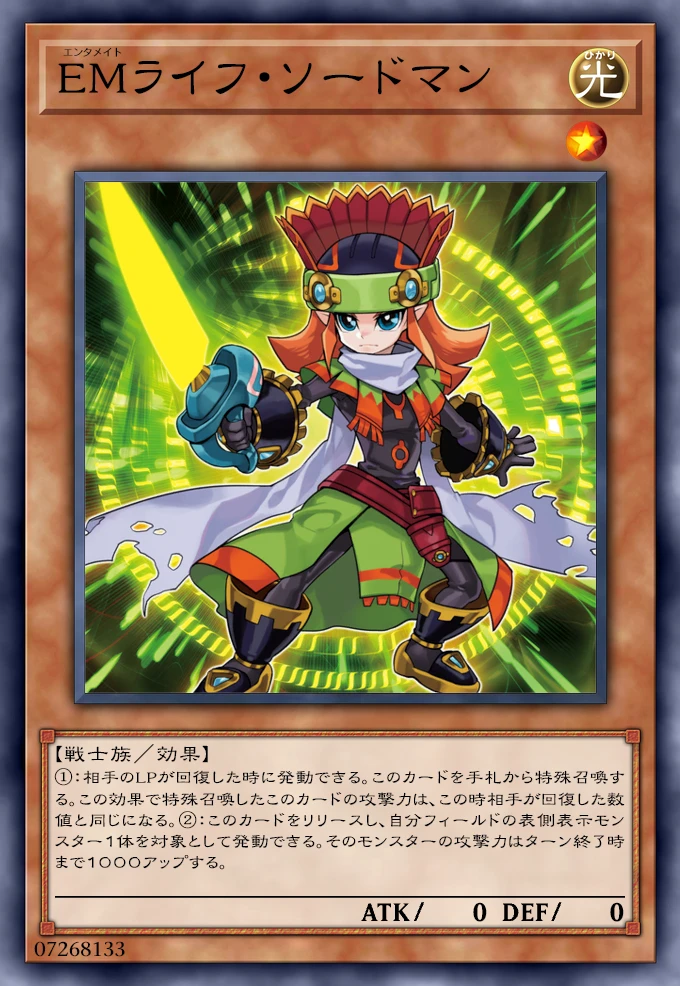 エンタメイト
EMライフ・ソードマン
ひかり
光
【戦士族／効果】
①：相手のLPが回復した時に発動できる。このカードを手札から特殊召喚す
る。この効果で特殊召喚したこのカードの攻撃力は、この時相手が回復した数
値と同じになる。②：このカードをリリースし、自分フィールドの表側表示モン
スター１体を対象として発動できる。そのモンスターの攻撃力はターン終了時
まで１０００アップする。
ATK/ 0 DEF/ 0
07268133